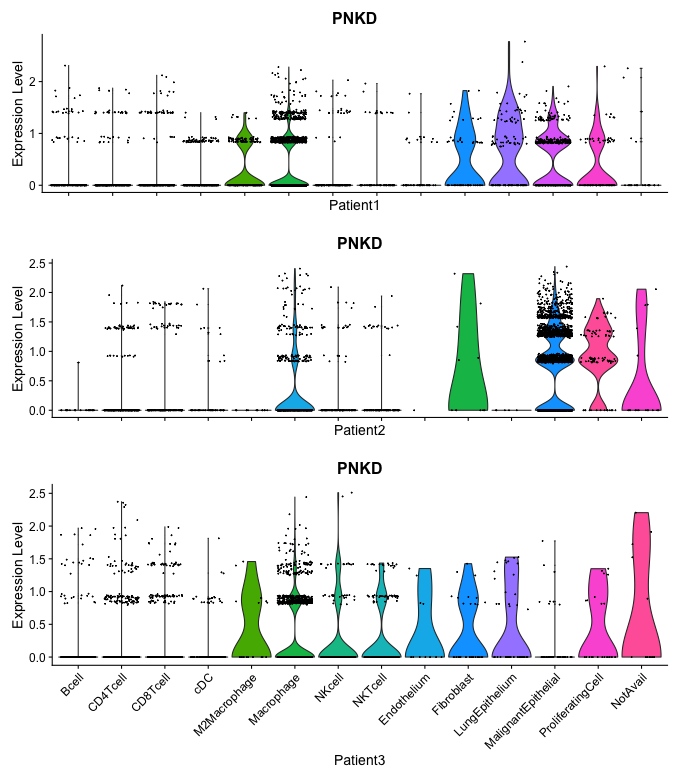 PNKD
Expression Level
2
1
0
Patient1
PNKD
Expression Level
2.5
2.0
1.5
1.0
0.5
0.0
Patient2
PNKD
Expression Level
2.5
2.0
1.5
1.0
0.5
0.0
Bcell
CD4Tcell
CD8Tcell
cDC
M2Macrophage
Macrophage
NKcell
NKTcell
Endothelium
Fibroblast
LungEpithelium
MalignantEpithelial
ProliferatingCell
NotAvail
Patient3